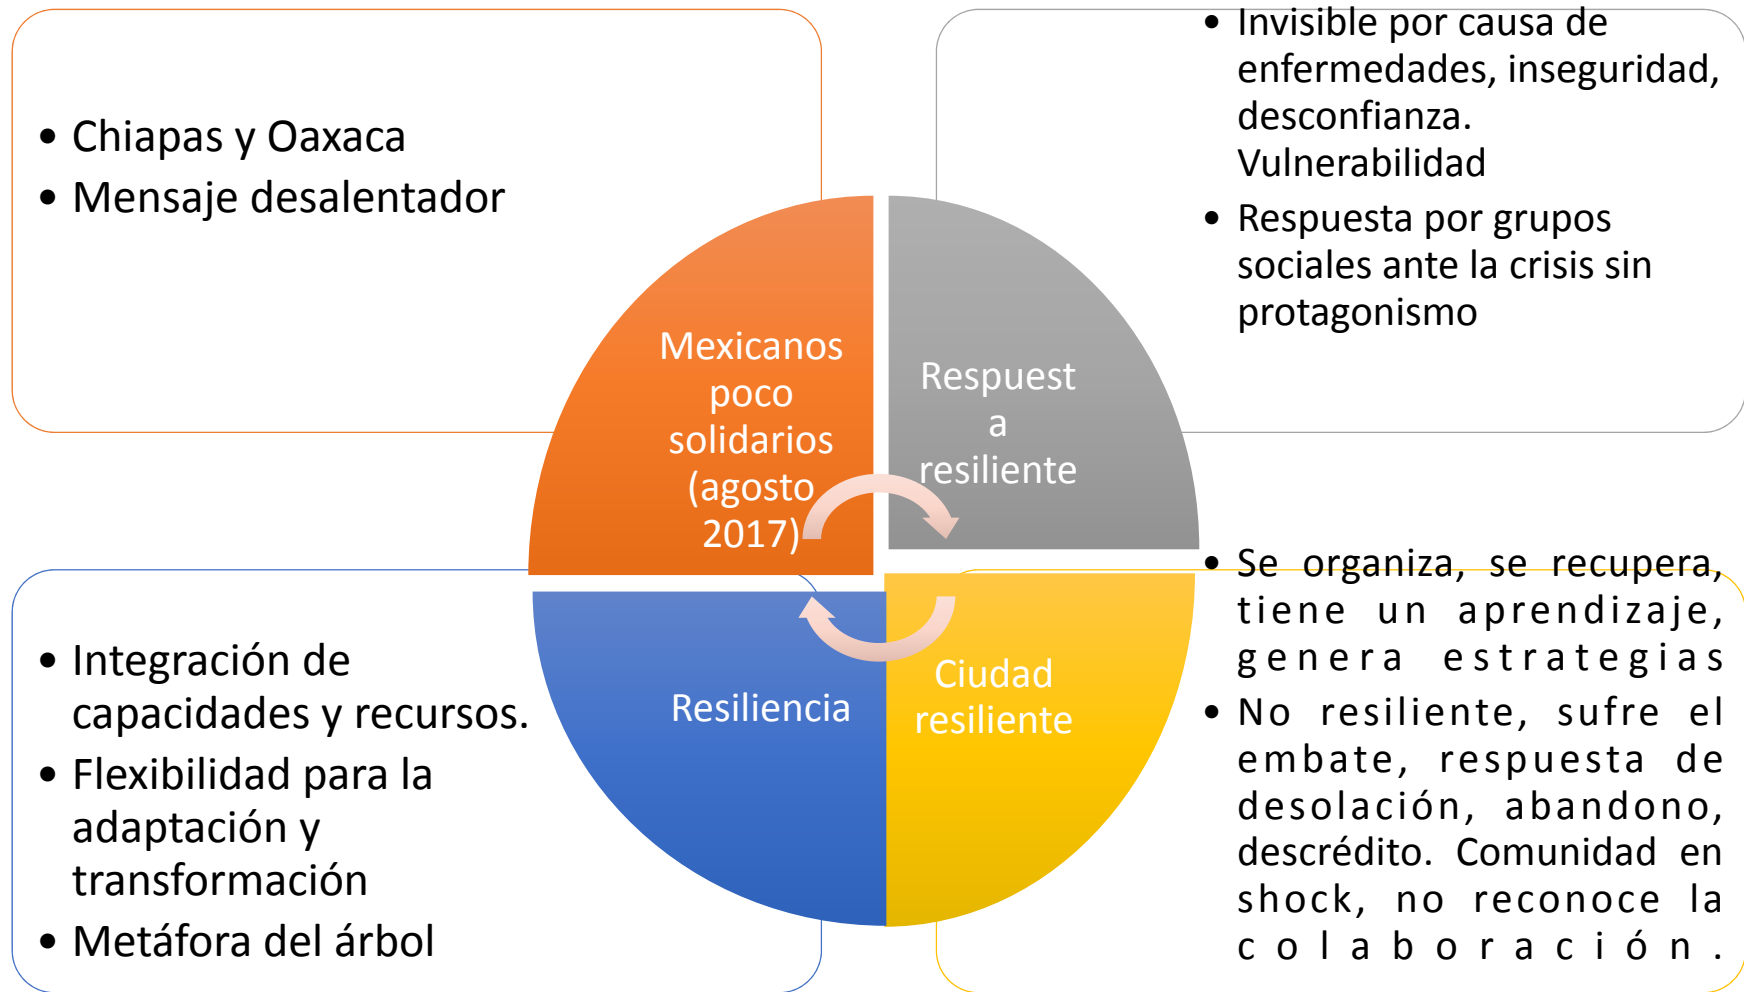 • Chiapas y Oaxaca
• Mensaje desalentador
• Invisible por causa de
enfermedades, inseguridad,
desconfianza.
Vulnerabilidad
• Respuesta por grupos
sociales ante la crisis sin
protagonismo
Mexicanos
poco
solidarios
(agosto
2017)
Respuest
a
resiliente
• Integración de
capacidades y recursos.
• Flexibilidad para la
adaptación y
transformación
• Metáfora del árbol
Resiliencia
Ciudad
resiliente
• Se organiza, se recupera,
tiene un aprendizaje,
genera estrategias
• No resiliente, sufre el
embate, respuesta de
desolación, abandono,
descrédito. Comunidad en
shock, no reconoce la
colaboración.